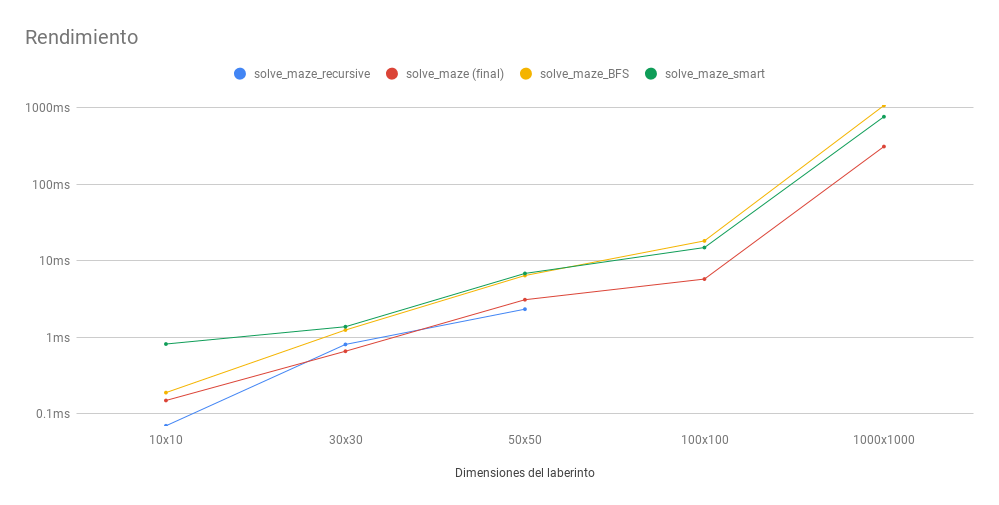 Rendimiento
solve_maze_recursive solve_maze (final) solve_maze_BFS solve_maze_smart
1000ms
100ms
10ms
1ms
0.1ms
10x10 30x30 50x50 100x100 1000x1000
Dimensiones del laberinto